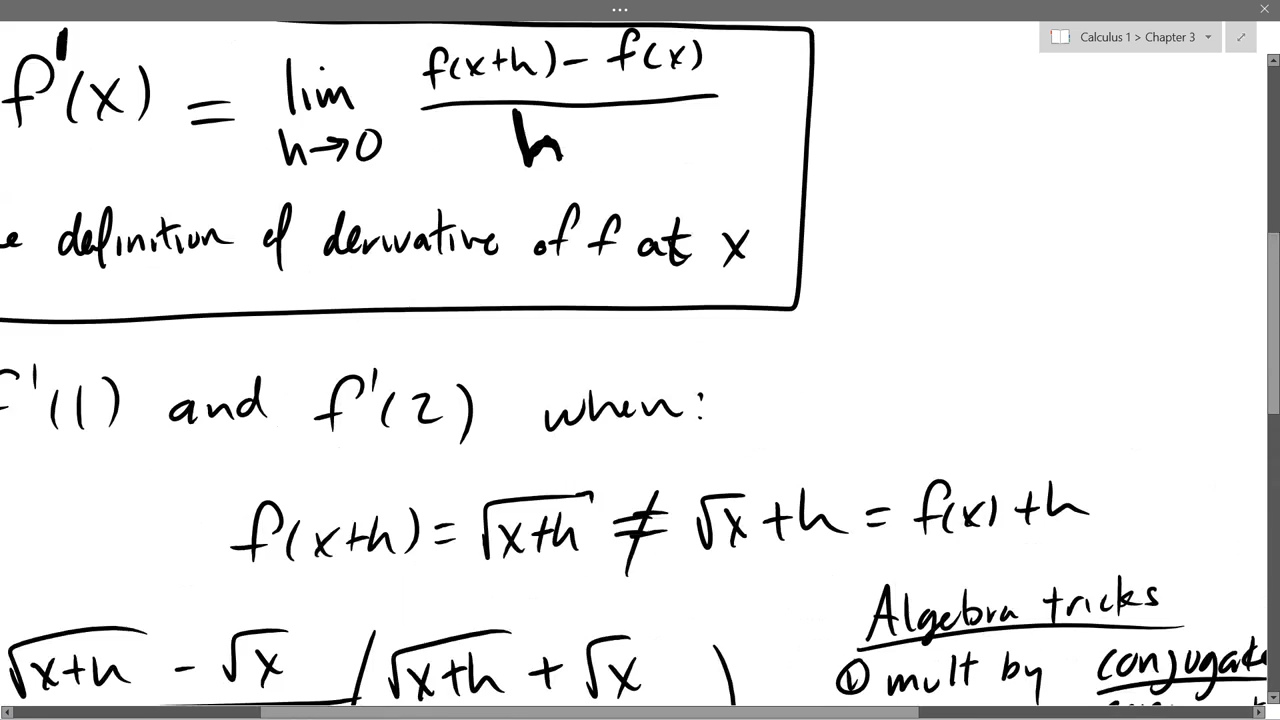 Calculus 1 > Chapter 3
f'(x) = lim h→0 f(x+h) - f(x) / h
definition of derivative of f at x
f'(1) and f'(2) when:
f(x+h) = √x+h ≠ √x + h = f(x) + h
Algebra tricks
√x+h - √x ( √x+h + √x )
① mult by conjugate